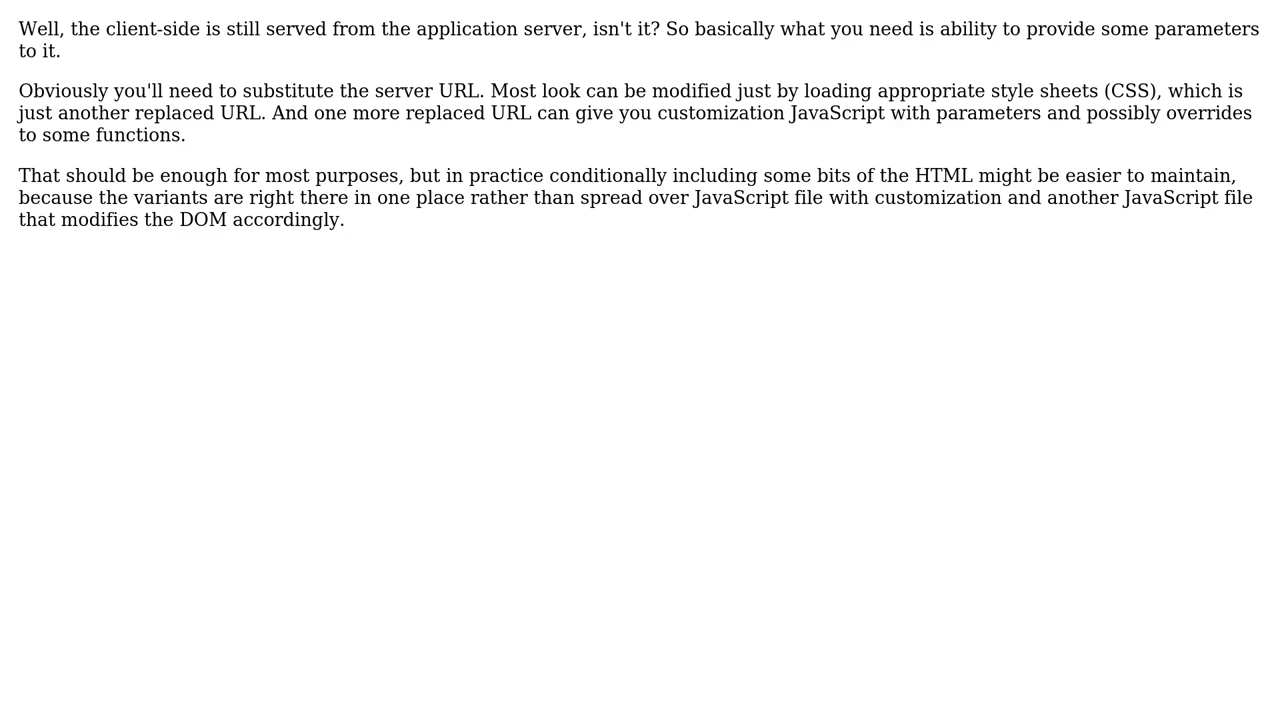 Well, the client-side is still served from the application server, isn't it? So basically what you need is ability to provide some parameters
to it.
Obviously you'll need to substitute the server URL. Most look can be modified just by loading appropriate style sheets (CSS), which is
just another replaced URL. And one more replaced URL can give you customization JavaScript with parameters and possibly overrides
to some functions.
That should be enough for most purposes, but in practice conditionally including some bits of the HTML might be easier to maintain,
because the variants are right there in one place rather than spread over JavaScript file with customization and another JavaScript file
that modifies the DOM accordingly.